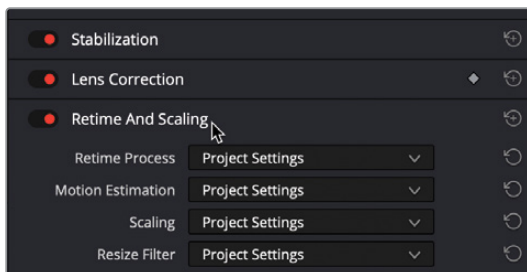 Stabilization
Lens Correction
Retime And Scaling
Retime Process Project Settings
Motion Estimation Project Settings
Scaling Project Settings
Resize Filter Project Settings